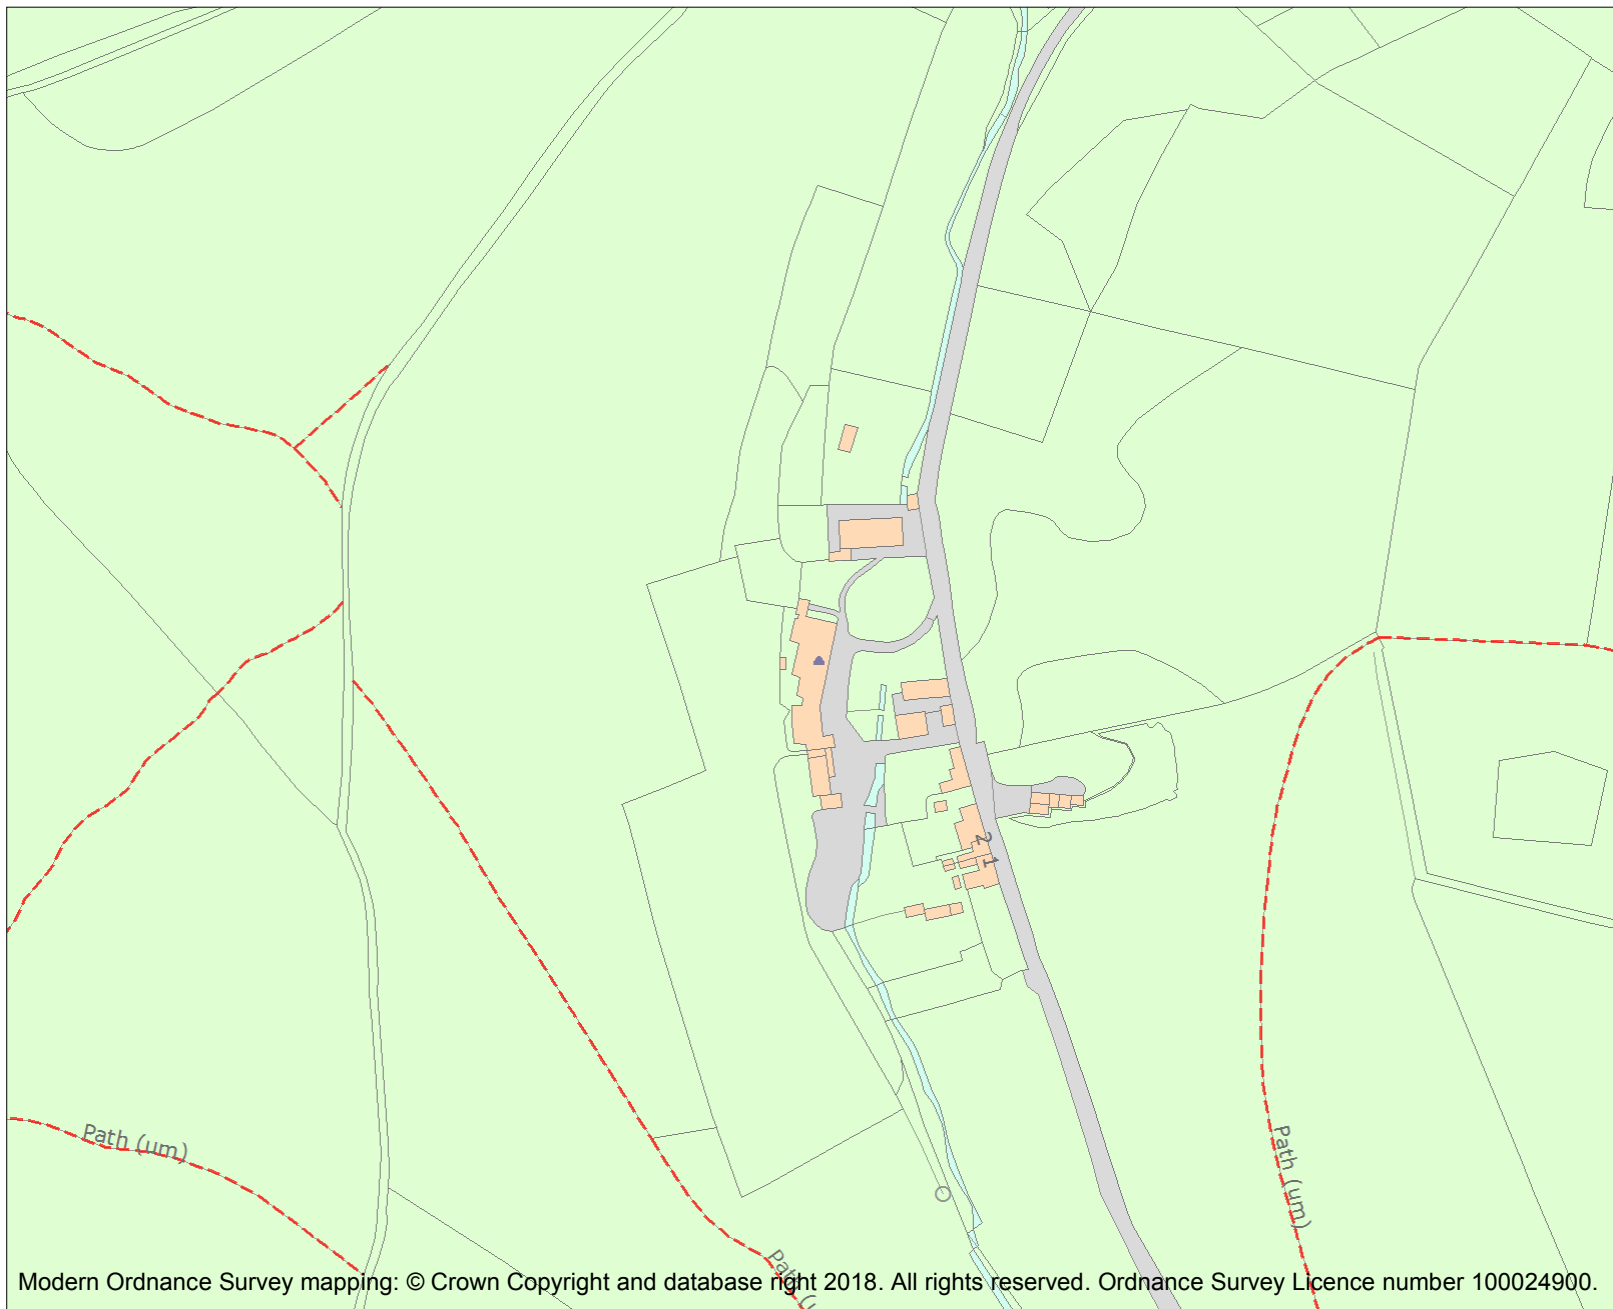 2
1
Path (um)
Path (um)
Path (u
Modern Ordnance Survey mapping: © Crown Copyright and database right 2018. All rights reserved. Ordnance Survey Licence number 100024900.